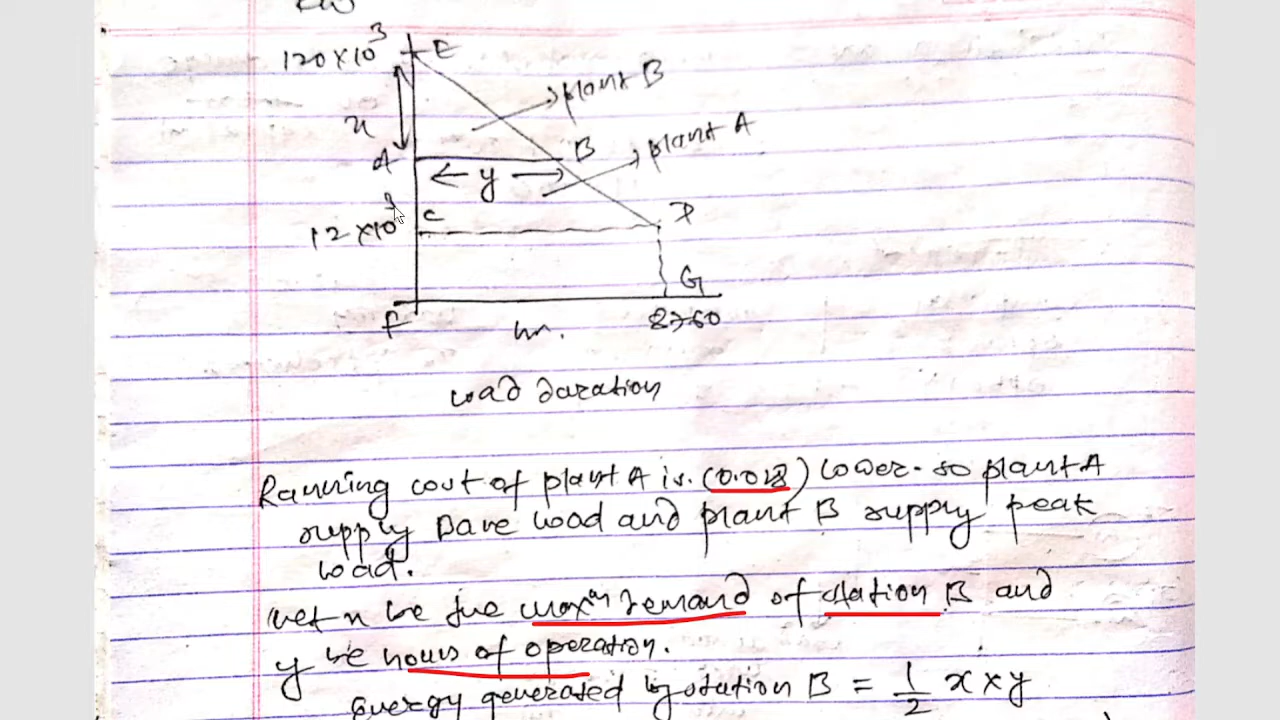 KW
120×10³
E
x
plant B
A
B
plant A
← y →
12×10³
C
D
F
hr.
8760
G
Load duration
Running cost of plant A is (0.028) lower. so plant A
supply Base load and plant B supply peak
load.
Let x be the maxᵐ demand of station B and
y be hours of operation.
Energy generated by station B = 1/2 x × y